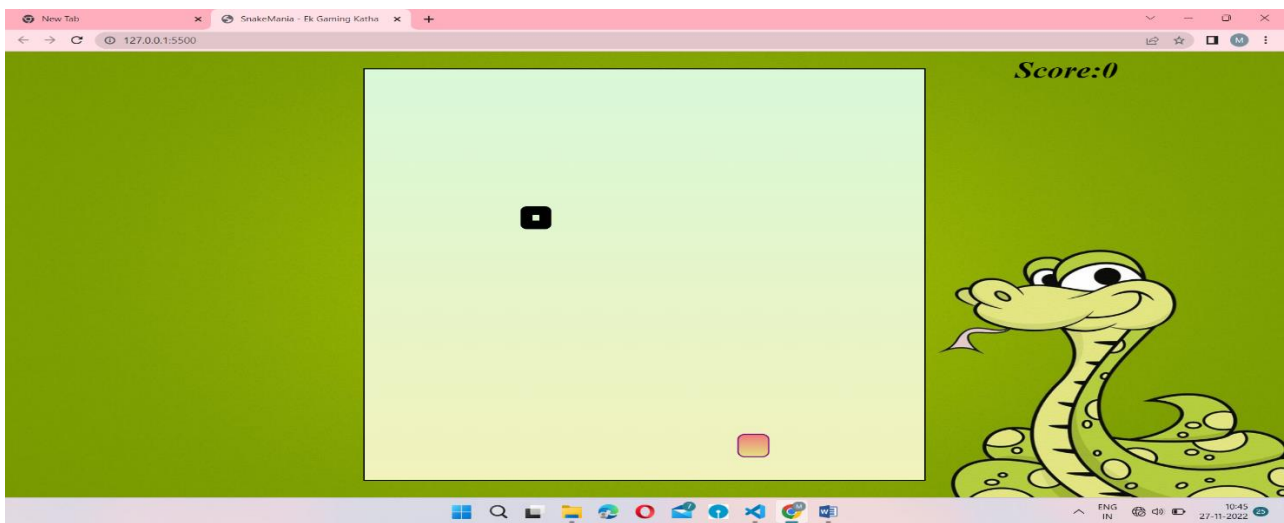 New Tab
SnakeMania - Ek Gaming Katha
127.0.0.1:5500
M
Score:0
ENG
IN
10:45
27-11-2022
25